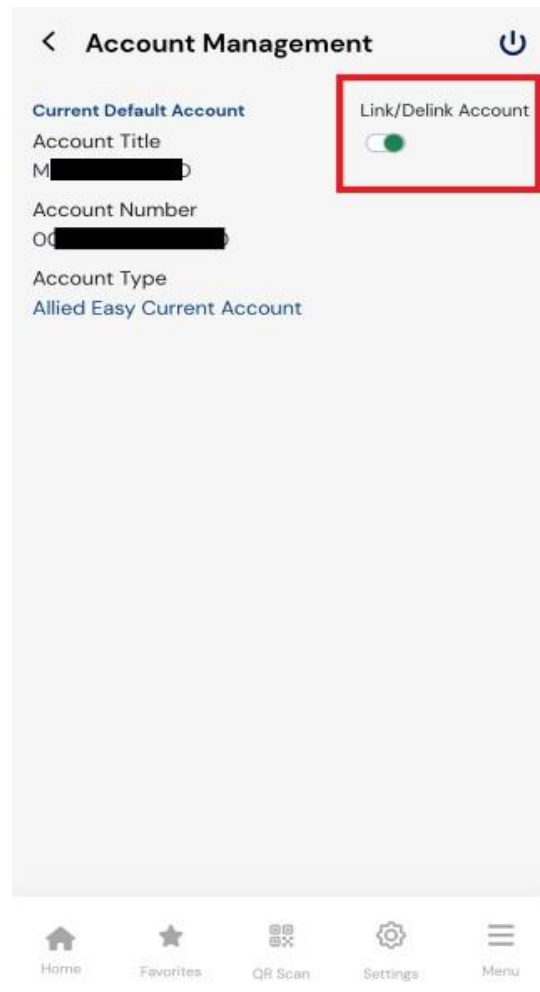 Account Management
Current Default Account
Link/Delink Account
Account Title
M
Account Number
Account Type
Allied Easy Current Account
Home
Favorites
QR Scan
Settings
Menu